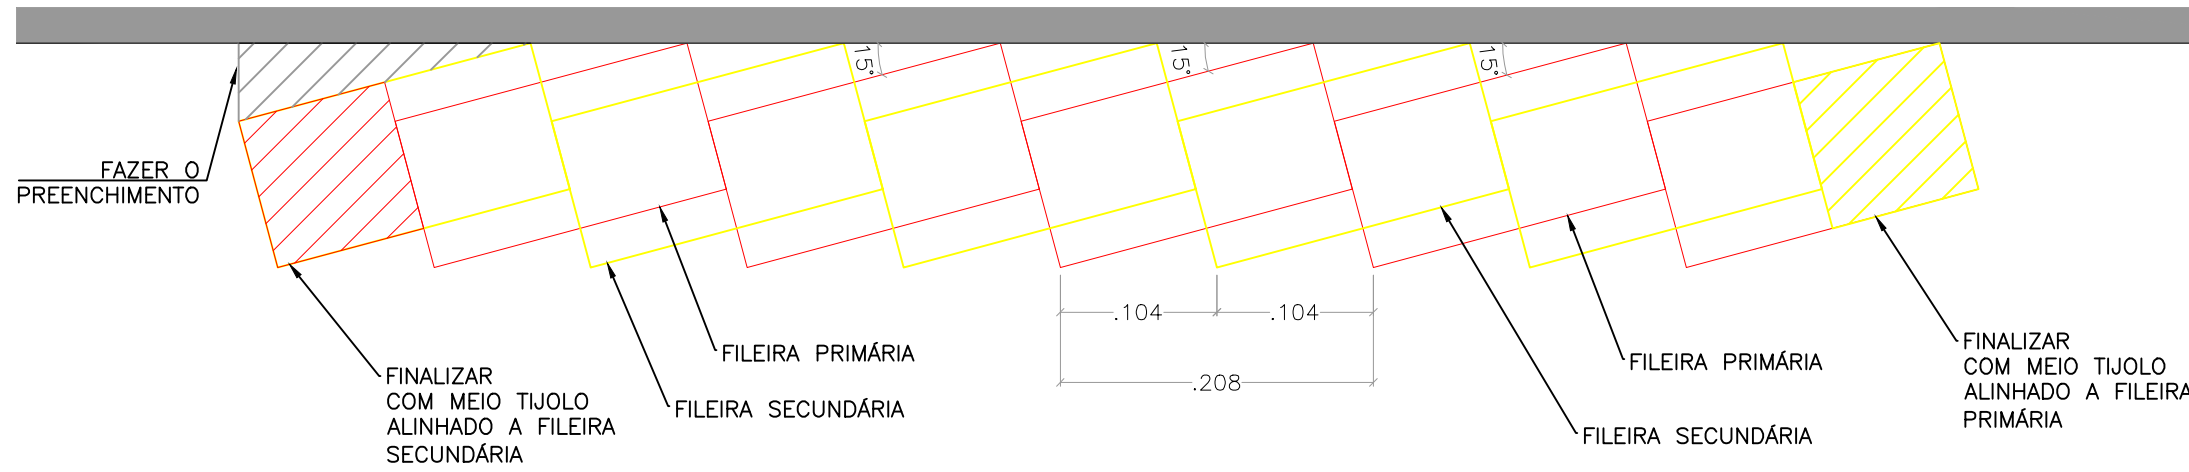 15°
15°
15°
FAZER O
PREENCHIMENTO
.104
.104
.208
FILEIRA PRIMÁRIA
FILEIRA SECUNDÁRIA
FINALIZAR
COM MEIO TIJOLO
ALINHADO A FILEIRA
SECUNDÁRIA
FILEIRA PRIMÁRIA
FILEIRA SECUNDÁRIA
FINALIZAR
COM MEIO TIJOLO
ALINHADO A FILEIRA
PRIMÁRIA